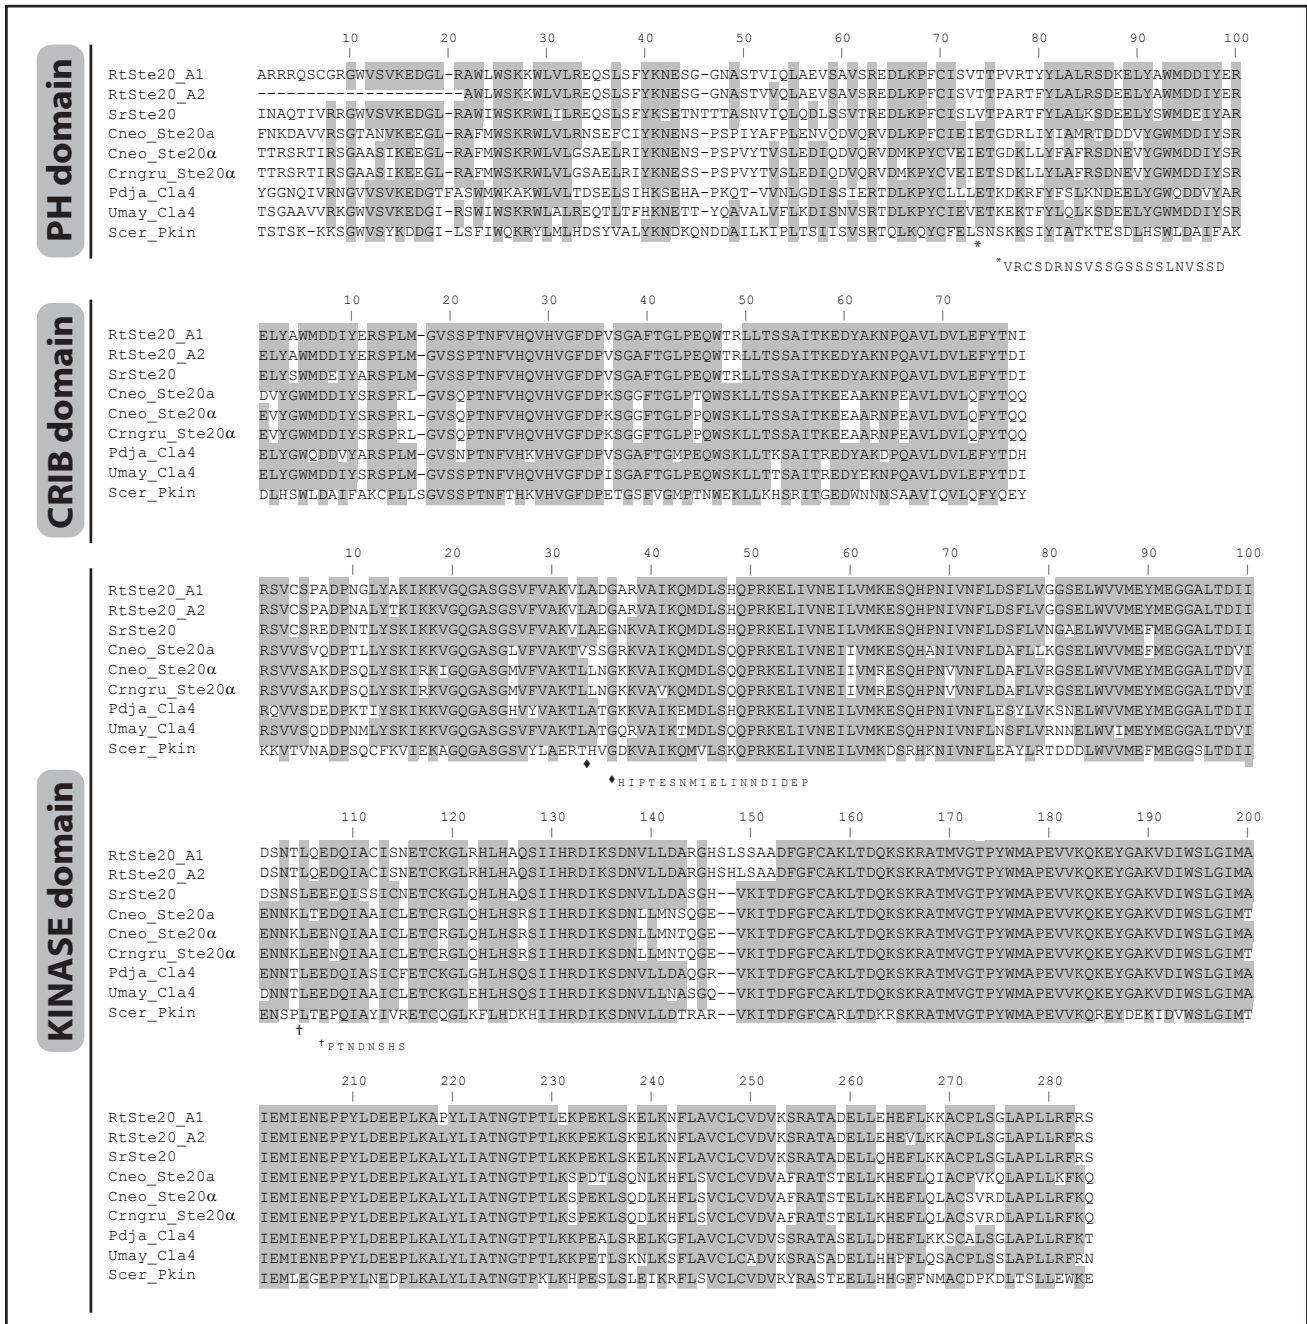 PH domain
10 20 30 40 50 60 70 80 90 100
RtSte20_A1 ARRRQSCGRGWVSVKEDGL-RAWLWSKKWLVLREQSLSFYKNESG-GNASTVIQLAEVSAVSREDLKPFCISVTTPVRTYYLALRSDKELYAWMDDIYER
RtSte20_A2 ---------------------AWLWSKKWLVLREQSLSFYKNESG-GNASTVVQLAEVSAVSREDLKPFCISVTTPARTFYLALRSDEELYAWMDDIYER
SrSte20 INAQTIVRRGWVSVKEDGL-RAWIWSKRWLILREQSLSFYKSETNTTTASNVIQLQDLSSVTREDLKPFCISLVTPARTFYLALKSDEELYSWMDEIYAR
Cneo_Ste20a FNKDAVVRSGTANVKEEGL-RAFMWSKRWLVLRNSEFCIYKNENS-PSPIYAFPLENVQDVQRVDLKPFCIEIETGDRLIYIAMRTDDDVYGWMDDIYSR
Cneo_Ste20α TTRSRTIRSGAASIKEEGL-RAFMWSKRWLVLGSAELRIYKNENS-PSPVYTVSLEDIQDVQRVDMKPYCVEIETGDKLLYFAFRSDNEVYGWMDDIYSR
Crngru_Ste20α TTRSRTIRSGAASIKEEGL-RAFMWSKRWLVLGSAELRIYKNESS-PSPVYTVSLEDIQDVQRVDMKPYCVEIETSDKLLYLAFRSDNEVYGWMDDIYSR
Pdja_Cla4 YGGNQIVRNGVVSVKEDGTFASWMWKAKWLVLTDSELSIHKSEHA-PKQT-VVNLGDISSIERTDLKPYCLLLETKDKRFYFSLKNDEELYGWQDDVYAR
Umay_Cla4 TSGAAVVRKGWVSVKEDGI-RSWIWSKRWLALREQTLTFHKNETT-YQAVALVFLKDISNVSRTDLKPYCIEVETKEKTFYLQLKSDEELYGWMDDIYSR
Scer_Pkin TSTSK-KKSGWVSYKDDGI-LSFIWQKRYLMLHDSYVALYKNDKQNDDAILKIPLTSIISVSRTQLKQYCFELSNSKKSIYIATKTESDLHSWLDAIFAK
*
*VRCSDRNSVSSGSSSSLNVSSD
CRIB domain
10 20 30 40 50 60 70
RtSte20_A1 ELYAWMDDIYERSPLM-GVSSPTNFVHQVHVGFDPVSGAFTGLPEQWTRLLTSSAITKEDYAKNPQAVLDVLEFYTNI
RtSte20_A2 ELYAWMDDIYERSPLM-GVSSPTNFVHQVHVGFDPVSGAFTGLPEQWTRLLTSSAITKEDYAKNPQAVLDVLEFYTDI
SrSte20 ELYSWMDEIYARSPLM-GVSSPTNFVHQVHVGFDPVSGAFTGLPEQWTRLLTSSAITKEDYAKNPQAVLDVLEFYTDI
Cneo_Ste20a DVYGWMDDIYSRSPRL-GVSQPTNFVHQVHVGFDPKSGGFTGLPTQWSKLLTSSAITKEEAAKNPEAVLDVLQFYTQQ
Cneo_Ste20α EVYGWMDDIYSRSPRL-GVSQPTNFVHQVHVGFDPKSGGFTGLPPQWSKLLTSSAITKEEAARNPEAVLDVLQFYTQQ
Crngru_Ste20α EVYGWMDDIYSRSPRL-GVSQPTNFVHQVHVGFDPKSGGFTGLPPQWSKLLTSSAITKEEAARNPEAVLDVLQFYTQQ
Pdja_Cla4 ELYGWQDDVYARSPLM-GVSNPTNFVHKVHVGFDPVSGAFTGMPEQWSKLLTKSAITREDYAKDPQAVLDVLEFYTDH
Umay_Cla4 ELYGWMDDIYSRSPLM-GVSSPTNFVHQVHVGFDPISGAFTGLPEQWSKLLTTSAITREDYEKNPQAVLDVLEFYTDI
Scer_Pkin DLHSWLDAIFAKCPLLSGVSSPTNFTHKVHVGFDPETGSFVGMPTNWEKLLKHSRITGEDWNNNSAAVIQVLQFYQEY
KINASE domain
10 20 30 40 50 60 70 80 90 100
RtSte20_A1 RSVCSPADPNGLYAKIKKVGQGASGSVFVAKVLADGARVAIKQMDLSHQPRKELIVNEILVMKESQHPNIVNFLDSFLVGGSELWVVMEYMEGGALTDII
RtSte20_A2 RSVCSPADPNALYTKIKKVGQGASGSVFVAKVLADGARVAIKQMDLSHQPRKELIVNEILVMKESQHPNIVNFLDSFLVGGSELWVVMEYMEGGALTDII
SrSte20 RSVCSREDPNTLYSKIKKVGQGASGSVFVAKVLAEGNKVAIKQMDLSHQPRKELIVNEILVMKESQHPNIVNFLDSFLVNGAELWVVMEFMEGGALTDII
Cneo_Ste20a RSVVSVQDPTLLYSKIKKVGQGASGLVFVAKTVSSGRKVAIKQMDLSQQPRKELIVNEIIVMKESQHANIVNFLDAFLLKGSELWVVMEFMEGGALTDVI
Cneo_Ste20α RSVVSAKDPSQLYSKIRKIGQGASGMVFVAKTLLNGKKVAIKQMDLSQQPRKELIVNEIIVMRESQHPNVVNFLDAFLVRGSELWVVMEYMEGGALTDVI
Crngru_Ste20α RSVVSAKDPSQLYSKIRKVGQGASGMVFVAKTLLNGKKVAVKQMDLSQQPRKELIVNEIIVMRESQHPNVVNFLDAFLVRGSELWVVMEYMEGGALTDVI
Pdja_Cla4 RQVVSDEDPKTIYSKIKKVGQGASGHVYVAKTLATGKKVAIKEMDLSQQPRKELIVNEILVMKESQHPNIVNFLESYLVKSNELWVVMEYMEGGALTDVI
Umay_Cla4 RSVVSQDDPNMLYSKIKKVGQGASGSVFVAKTLATGQRVAIKTMDLSQQPRKELIVNEILVMKESQHPNIVNFLNSFLVRNNELWVIMEYMEGGALTDVI
Scer_Pkin KKVTVNADPSQCFKVIEKAGQGASGSVYLAERTHVGDKVAIKQMVLSKQPRKELIVNEILVMKDSRHKNIVNFLEAYLRTDDDLWVVMEFMEGGSLTDII
♦
♦HIPTESNMIELINNDIDEP
110 120 130 140 150 160 170 180 190 200
RtSte20_A1 DSNTLQEDQIACISNETCKGLRHLHAQSIIHRDIKSDNVLLDARGHSLSSAADFGFCAKLTDQKSKRATMVGTPYWMAPEVVKQKEYGAKVDIWSLGIMA
RtSte20_A2 DSNTLQEDQIACISNETCKGLRHLHAQSIIHRDIKSDNVLLDARGHSHLSAADFGFCAKLTDQKSKRATMVGTPYWMAPEVVKQKEYGAKVDIWSLGIMA
SrSte20 DSNSLEEEQISSICNETCKGLRHLHAQSIIHRDIKSDNVLLDASGH--VKITDFGFCAKLTDQKSKRATMVGTPYWMAPEVVKQKEYGAKVDIWSLGIMA
Cneo_Ste20a ENNKLTEDQIAAICLETCRGLQHLHSRSIIHRDIKSDNLLMNSQGE--VKITDFGFCAKLTDQKSKRATMVGTPYWMAPEVVKQKEYGAKVDIWSLGIMT
Cneo_Ste20α ENNKLEENQIAAICLETCRGLQHLHSRSIIHRDIKSDNLLMNTQGE--VKITDFGFCAKLTDQKSKRATMVGTPYWMAPEVVKQKEYGAKVDIWSLGIMA
Crngru_Ste20α ENNKLEENQIAAICLETCRGLQHLHSRSIIHRDIKSDNLLMNTQGE--VKITDFGFCAKLTDQKSKRATMVGTPYWMAPEVVKQKEYGAKVDIWSLGIMT
Pdja_Cla4 ENNTLEEDQIASICFETCKGLGHLHSQSIIHRDIKSDNVLLDAQGR--VKITDFGFCAKLTDQKSKRATMVGTPYWMAPEVVKQKEYGAKVDIWSLGIMA
Umay_Cla4 DNNTLEEDQIAAICLETCKGLEHLHSQSIIHRDIKSDNVLLNASGQ--VKITDFGFCAKLTDQKSKRATMVGTPYWMAPEVVKQKEYGAKVDIWSLGIMA
Scer_Pkin ENSPLTEPQIAYIVRETCQGLKFLHDKHIIHRDIKSDNVLLDTRAR--VKITDFGFCARLTDKRSKRATMVGTPYWMAPEVVKQREYDEKIDVWSLGIMT
†
†PTNDNSHS
210 220 230 240 250 260 270 280
RtSte20_A1 IEMIENEPPYLDEEPLKAPYLIATNGTPTLEKPEKLSKELKNFLAVCLCVDVKSRATADELLEHEFLKKACPLSGLAPLLRFRS
RtSte20_A2 IEMIENEPPYLDEEPLKALYLIATNGTPTLKKPEKLSKELKNFLAVCLCVDVKSRATADELLEHEVLKKACPLSGLAPLLRFRS
SrSte20 IEMIENEPPYLDEEPLKALYLIATNGTPTLKKPEKLSKELKNFLAVCLCVDVKSRATADELLQHEFLKKACPLSGLAPLLRFRS
Cneo_Ste20a IEMIENEPPYLDEEPLKALYLIATNGTPTLKSPDTLSQNLKHFLSVCLCVDVAFRATSTELLKHEFLQIACPVKQLAPLLKFKQ
Cneo_Ste20α IEMIENEPPYLDEEPLKALYLIATNGTPTLKSPEKLSQDLKHFLSVCLCVDVAFRATSTELLKHEFLQLACSVRDLAPLLRFKQ
Crngru_Ste20α IEMIENEPPYLDEEPLKALYLIATNGTPTLKSPEKLSQDLKHFLSVCLCVDVAFRATSTELLKHEFLQLACSVRDLAPLLRFKQ
Pdja_Cla4 IEMIENEPPYLDEEPLKALYLIATNGTPTLKKPEALSRELKGFLAVCLCVDVSSRATASELLDHEFLKKSCALSGLAPLLRFKT
Umay_Cla4 IEMIENEPPYLDEEPLKALYLIATNGTPTLKKPETLSKNLKSFLAVCLCADVKSRASADELLHHPFLQSACPLSSLAPLLRFRN
Scer_Pkin IEMLEGEPPYLNEDPLKALYLIATNGTPKLKHPESLSLEIKRFLSVCLCVDVRYRASTEELLHHGFFNMACDPKDLTSLLEWKE